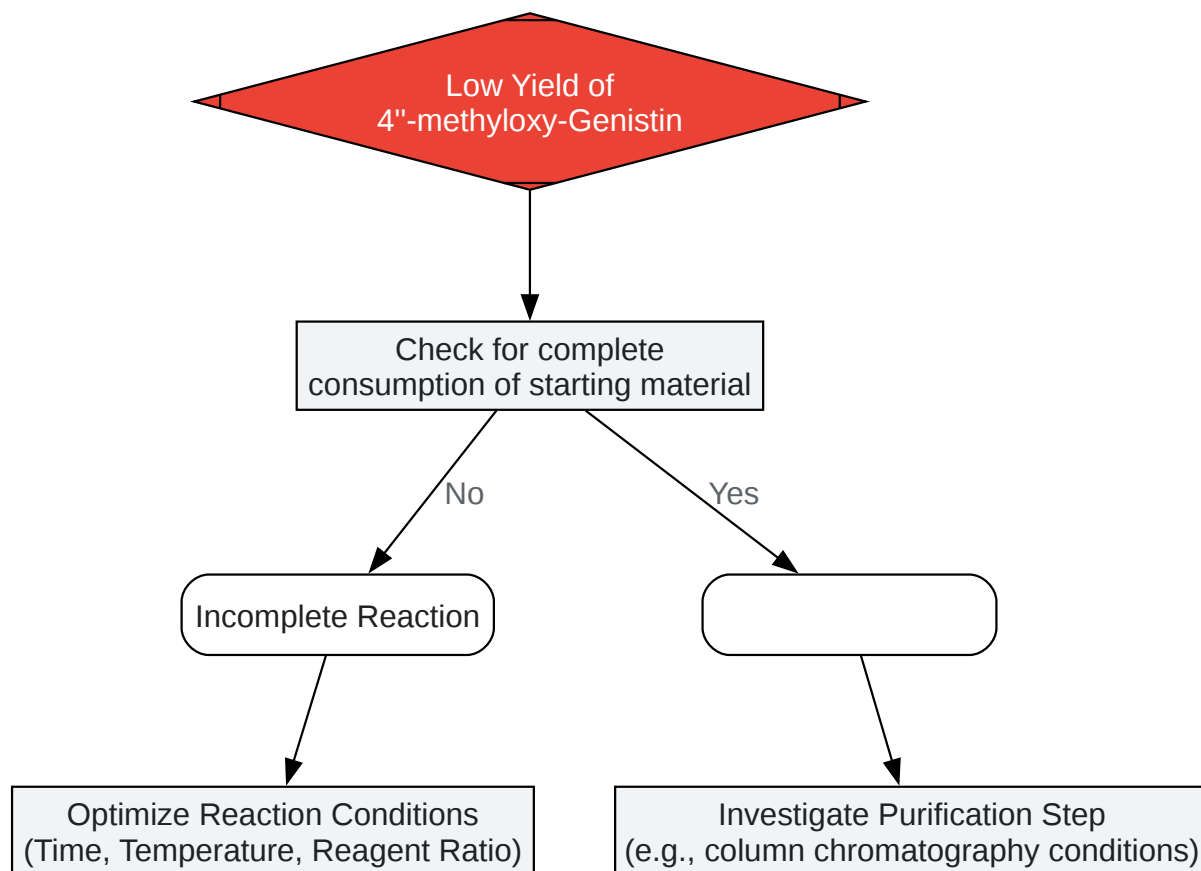 Low Yield of
4"-methyloxy-Genistin
Check for complete
consumption of starting material
No
Yes
Incomplete Reaction
Optimize Reaction Conditions
(Time, Temperature, Reagent Ratio)
Investigate Purification Step
(e.g., column chromatography conditions)